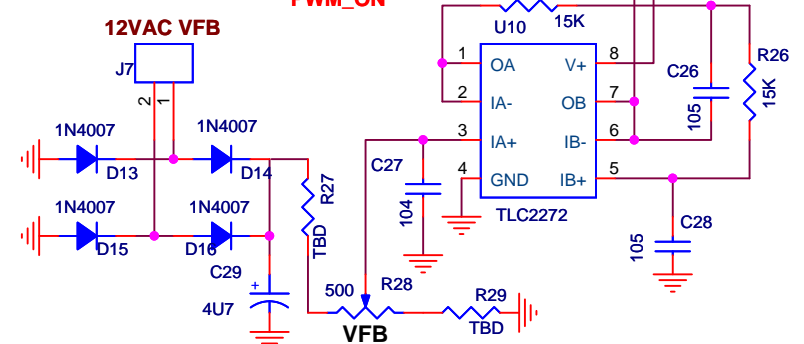 PWM_ON
12VAC VFB
J7
2
1
U10
15K
1
OA
V+
8
2
IA-
OB
7
3
IA+
IB-
6
4
GND
IB+
5
TLC2272
C26
105
R26
15K
1N4007
D13
1N4007
D14
1N4007
D15
1N4007
D16
R27
TBD
C27
104
C28
105
C29
+
4U7
500
R28
VFB
R29
TBD